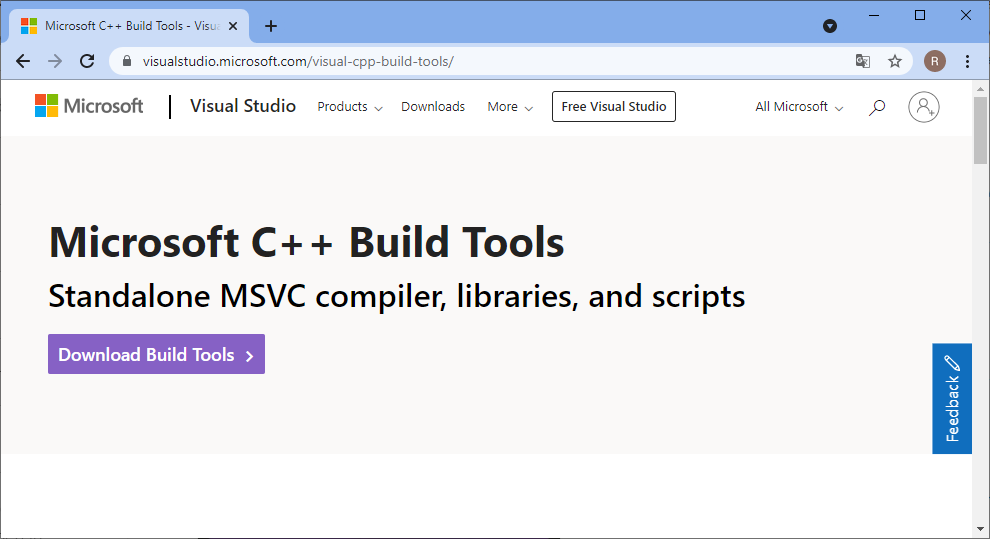 Microsoft C++ Build Tools - Visua
visualstudio.microsoft.com/visual-cpp-build-tools/
R
Microsoft
Visual Studio
Products
Downloads
More
Free Visual Studio
All Microsoft
Microsoft C++ Build Tools
Standalone MSVC compiler, libraries, and scripts
Download Build Tools
Feedback